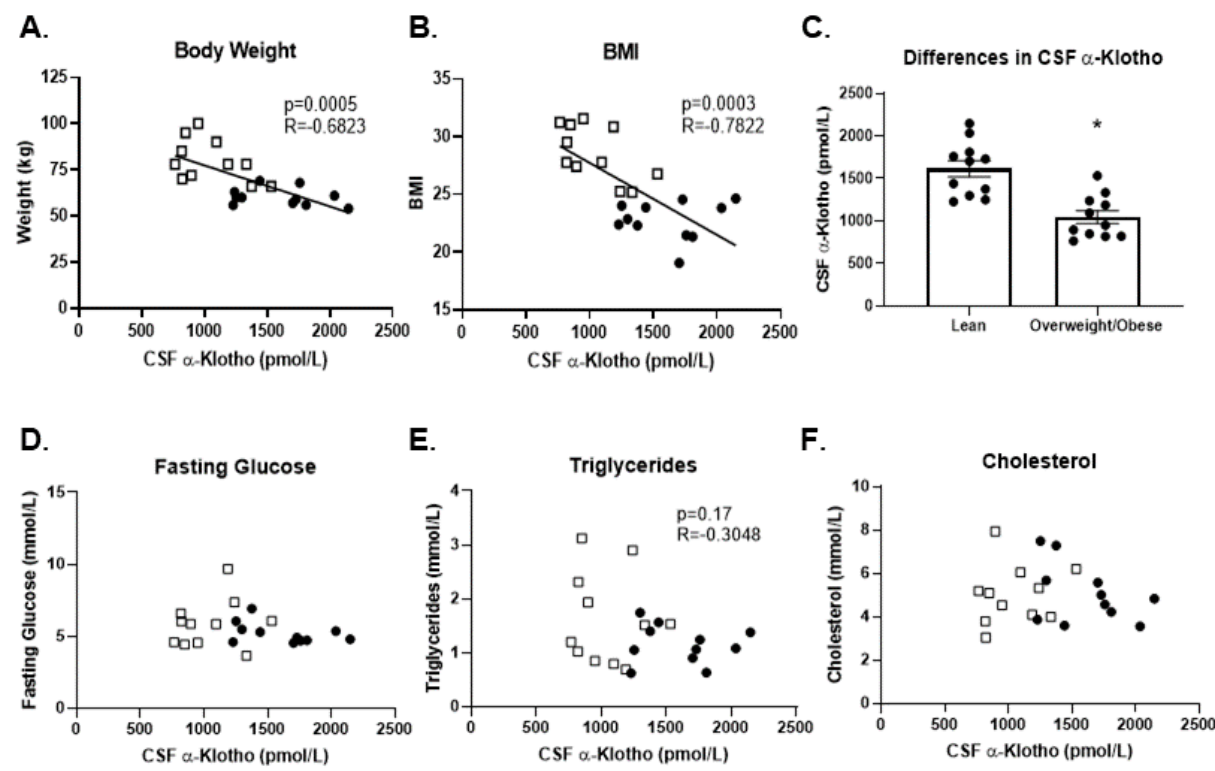 A.
Body Weight
125
100
75
50
25
0
Weight (kg)
p=0.0005
R=-0.6823
0
500
1000
1500
2000
2500
CSF α-Klotho (pmol/L)
B.
BMI
35
30
25
20
15
BMI
p=0.0003
R=-0.7822
0
500
1000
1500
2000
2500
CSF α-Klotho (pmol/L)
C.
Differences in CSF α-Klotho
2500
2000
1500
1000
500
0
CSF α-Klotho (pmol/L)
*
Lean
Overweight/Obese
D.
Fasting Glucose
15
10
5
0
Fasting Glucose (mmol/L)
0
500
1000
1500
2000
2500
CSF α-Klotho (pmol/L)
E.
Triglycerides
4
3
2
1
0
Triglycerides (mmol/L)
p=0.17
R=-0.3048
0
500
1000
1500
2000
2500
CSF α-Klotho (pmol/L)
F.
Cholesterol
10
8
6
4
2
0
Cholesterol (mmol/L)
0
500
1000
1500
2000
2500
CSF α-Klotho (pmol/L)